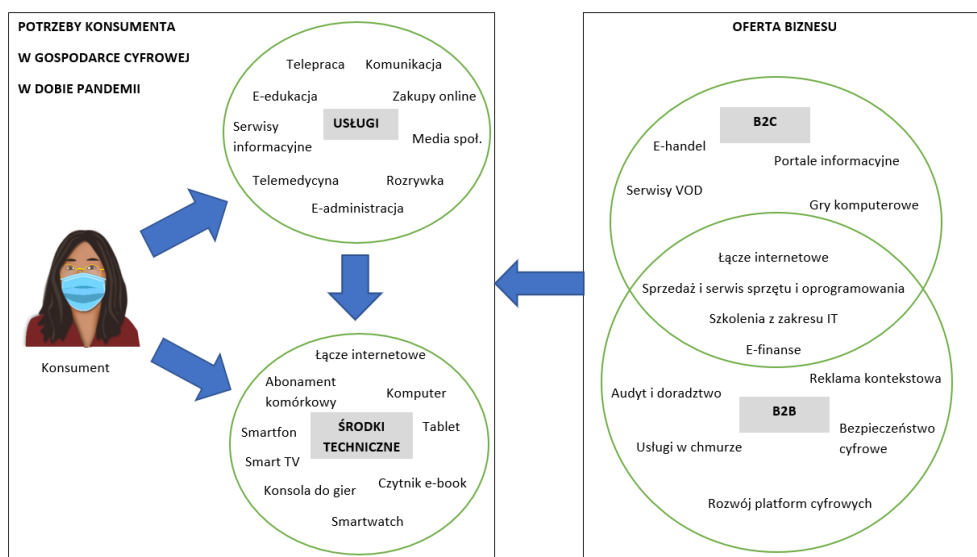 POTRZEBY KONSUMENTA
W GOSPODARCE CYFROWEJ
W DOBIE PANDEMII
Telepraca
Komunikacja
E-edukacja
Zakupy online
USŁUGI
Serwisy
informacyjne
Media społ.
Telemedycyna
Rozrywka
E-administracja
Konsument
Łącze internetowe
Abonament
komórkowy
Komputer
Smartfon
ŚRODKI
TECHNICZNE
Tablet
Smart TV
Konsola do gier
Czytnik e-book
Smartwatch
OFERTA BIZNESU
B2C
E-handel
Portale informacyjne
Serwisy VOD
Gry komputerowe
Łącze internetowe
Sprzedaż i serwis sprzętu i oprogramowania
Szkolenia z zakresu IT
E-finanse
Reklama kontekstowa
Audyt i doradztwo
B2B
Bezpieczeństwo
cyfrowe
Usługi w chmurze
Rozwój platform cyfrowych